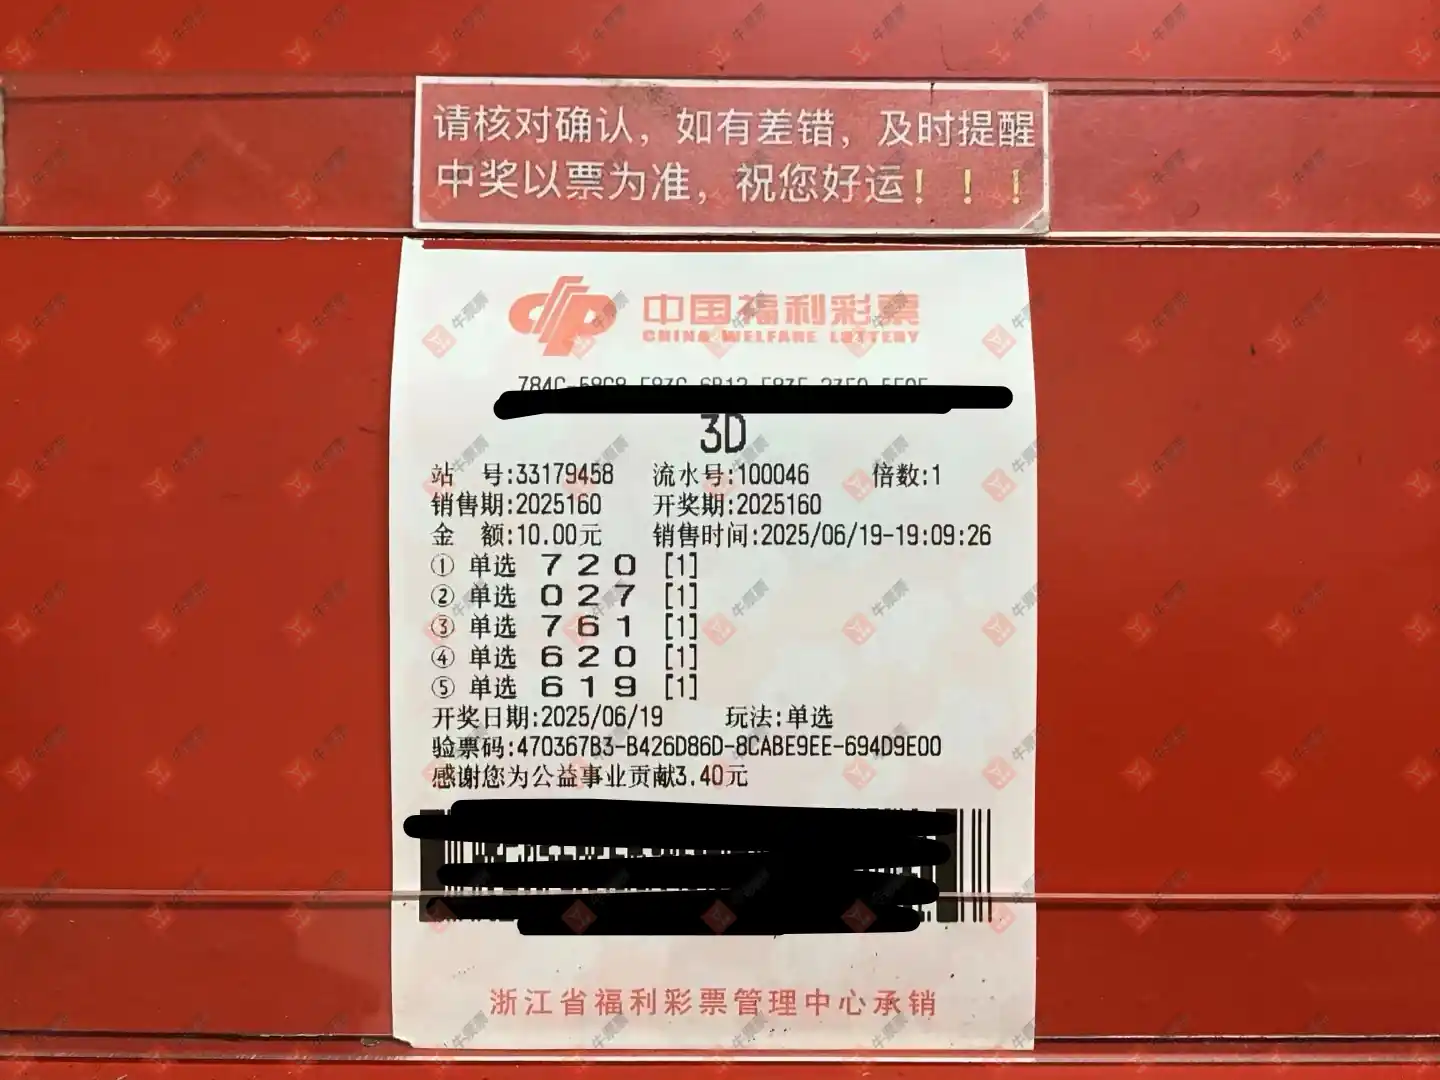 请核对确认，如有差错，及时提醒
中奖以票为准，祝您好运！！！
中国福利彩票
CHINA WELFARE LOTTERY
3D
站 号:33179458 流水号:100046 倍数:1
销售期:2025160 开奖期:2025160
金 额:10.00元 销售时间:2025/06/19-19:09:26
① 单选 7 2 0 [1]
② 单选 0 2 7 [1]
③ 单选 7 6 1 [1]
④ 单选 6 2 0 [1]
⑤ 单选 6 1 9 [1]
开奖日期:2025/06/19 玩法:单选
验票码:470367B3-B426D86D-8CABE9EE-694D9E00
感谢您为公益事业贡献3.40元
浙江省福利彩票管理中心承销
牛票票